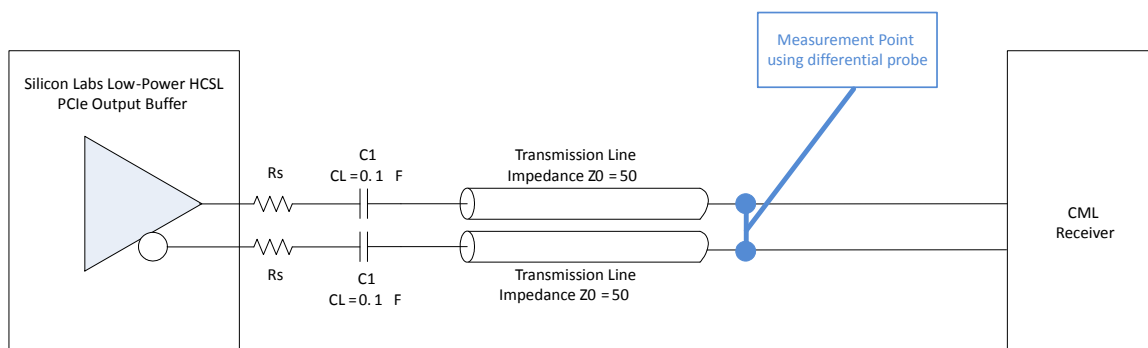 Measurement Point
using differential probe
Silicon Labs Low-Power HCSL
PCIe Output Buffer
Rs
C1
CL=0.1 F
Transmission Line
Impedance Z0 = 50
CML
Receiver
Rs
C1
CL=0.1 F
Transmission Line
Impedance Z0 = 50